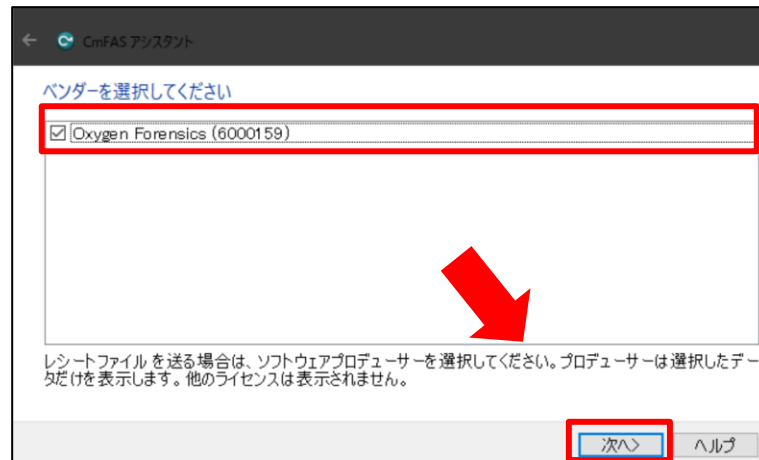 CmFAS アシスタント
ベンダーを選択してください
Oxygen Forensics (6000159)
レシートファイル を送る場合は、ソフトウェアプロデューサーを選択してください。プロデューサーは選択したデー
タだけを表示します。他のライセンスは表示されません。
次へ> ヘルプ